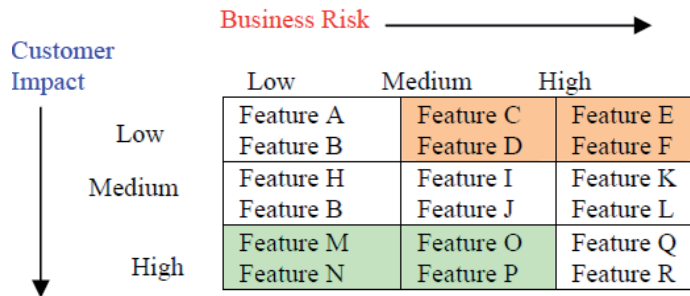 Business Risk
Customer
Impact
Low Medium High
Low
Feature A Feature C Feature E
Feature B Feature D Feature F
Medium
Feature H Feature I Feature K
Feature B Feature J Feature L
High
Feature M Feature O Feature Q
Feature N Feature P Feature R